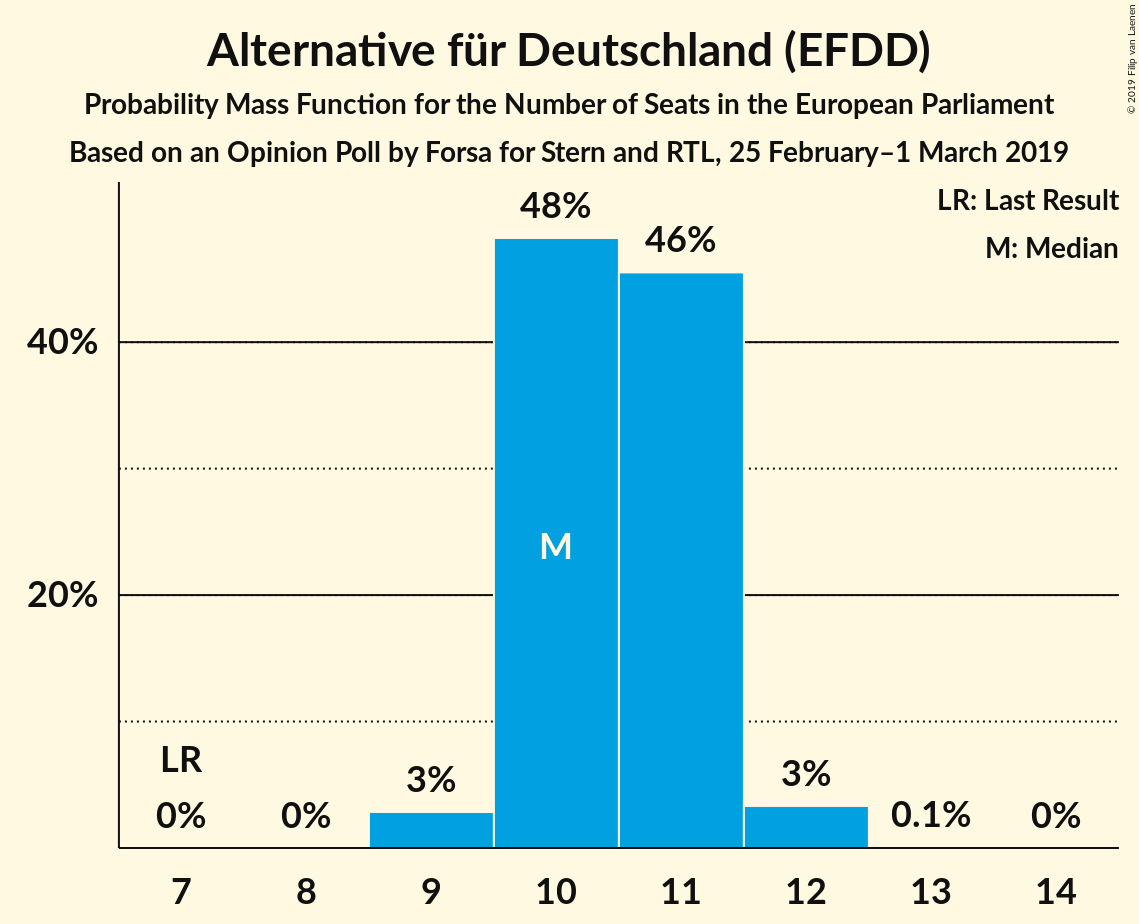 Alternative für Deutschland (EFDD)
Probability Mass Function for the Number of Seats in the European Parliament
Based on an Opinion Poll by Forsa for Stern and RTL, 25 February–1 March 2019
© 2019 Filip van Laenen
LR: Last Result
M: Median
48%
46%
40%
M
20%
LR
0%
0%
3%
3%
0.1%
0%
7 8 9 10 11 12 13 14